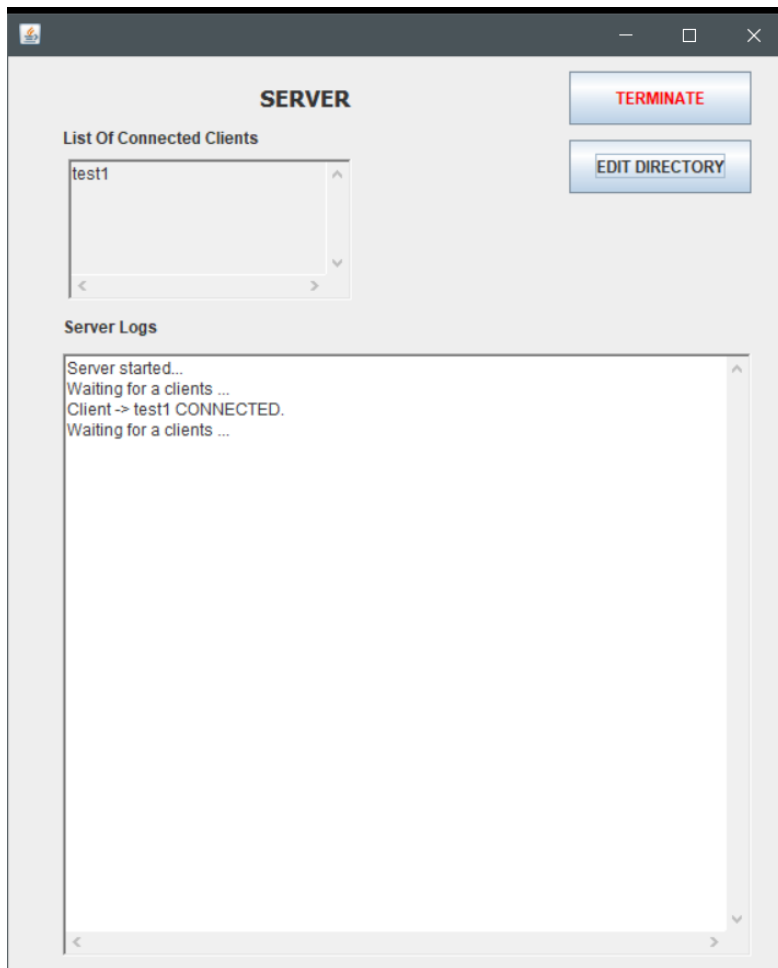 SERVER
TERMINATE
List Of Connected Clients
EDIT DIRECTORY
test1
Server Logs
Server started...
Waiting for a clients ...
Client -> test1 CONNECTED.
Waiting for a clients ...